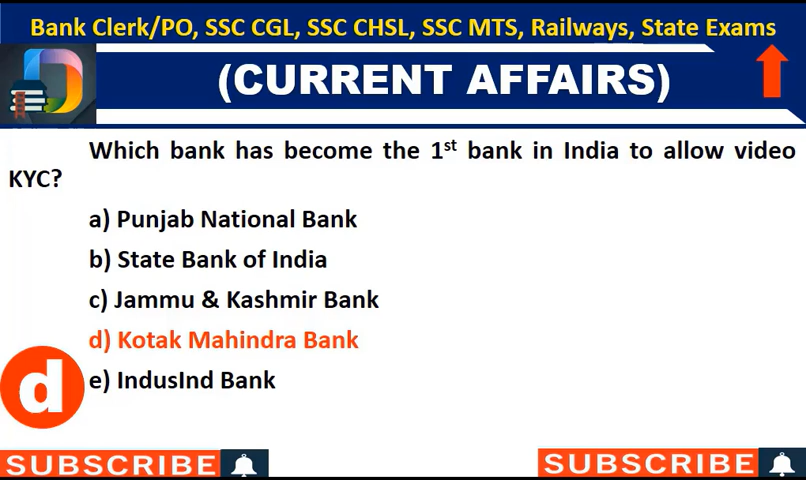 Bank Clerk/PO, SSC CGL, SSC CHSL, SSC MTS, Railways, State Exams
(CURRENT AFFAIRS)
Which bank has become the 1st bank in India to allow video
KYC?
a) Punjab National Bank
b) State Bank of India
c) Jammu & Kashmir Bank
d) Kotak Mahindra Bank
d
e) IndusInd Bank
SUBSCRIBE
SUBSCRIBE